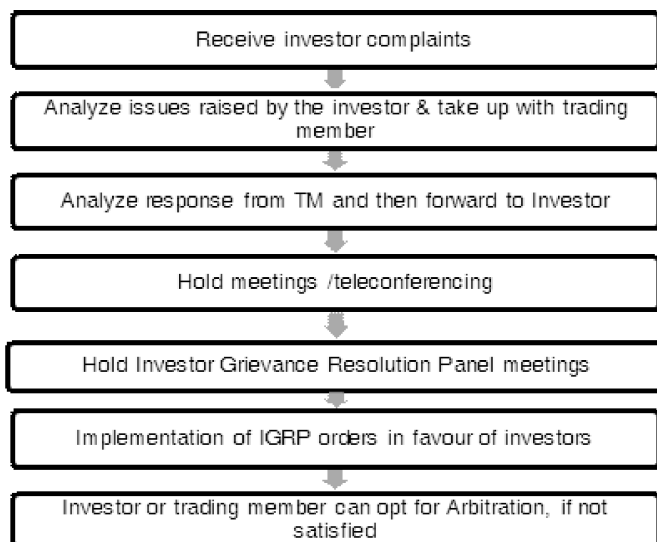 Receive investor complaints
Analyze issues raised by the investor & take up with trading
member
Analyze response from TM and then forward to Investor
Hold meetings /teleconferencing
Hold Investor Grievance Resolution Panel meetings
Implementation of IGRP orders in favour of investors
Investor or trading member can opt for Arbitration, if not
satisfied